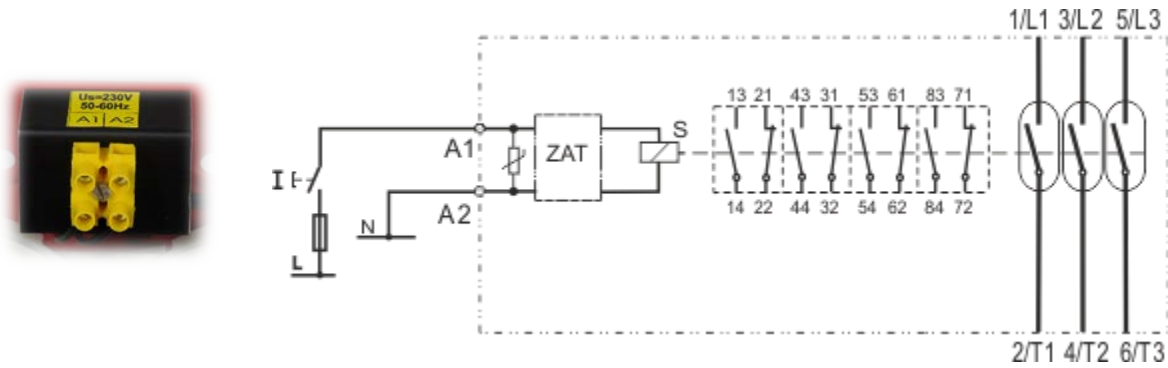 Us=230V
50-60Hz
A1 A2
1/L1 3/L2 5/L3
13 21 43 31 53 61 83 71
A1
ZAT
S
I
A2
N
L
14 22 44 32 54 62 84 72
2/T1 4/T2 6/T3